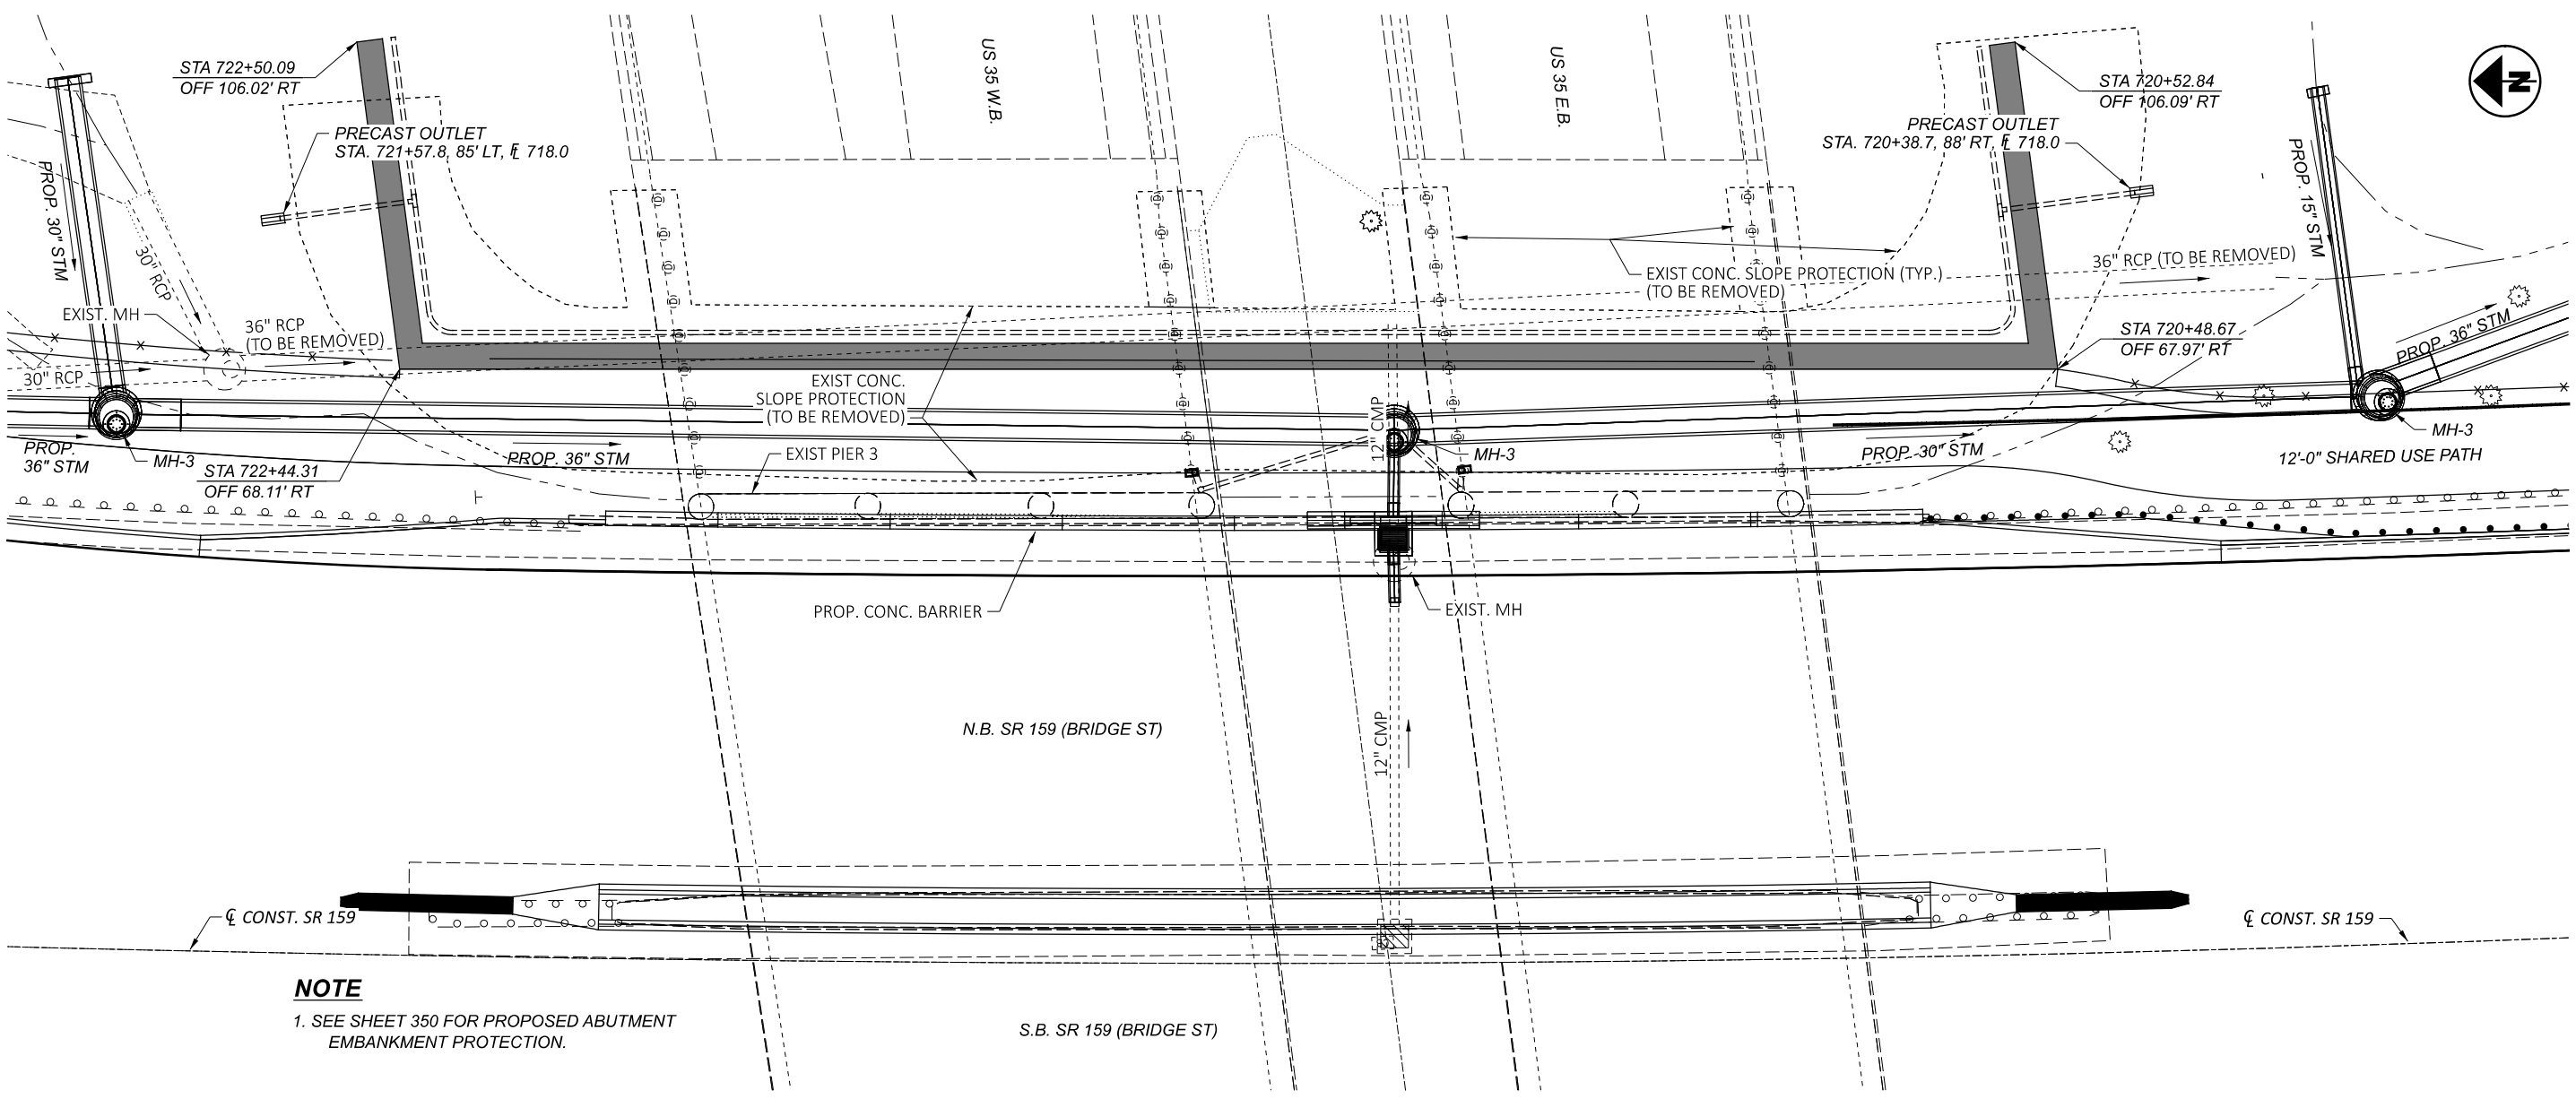 STA 722+50.09
OFF 106.02' RT
PRECAST OUTLET
STA. 721+57.8, 85' LT, FL 718.0
US 35 W.B.
US 35 E.B.
STA 720+52.84
OFF 106.09' RT
PRECAST OUTLET
STA. 720+38.7, 88' RT, FL 718.0
N
PROP. 30" STM
30" RCP
EXIST. MH
36" RCP
(TO BE REMOVED)
30" RCP
EXIST CONC. SLOPE PROTECTION (TYP.)
(TO BE REMOVED)
PROP. 15" STM
36" RCP (TO BE REMOVED)
STA 720+48.67
OFF 67.97' RT
PROP. 36" STM
EXIST CONC.
SLOPE PROTECTION
(TO BE REMOVED)
12" CMP
PROP.
36" STM
MH-3
STA 722+44.31
OFF 68.11' RT
PROP. 36" STM
EXIST PIER 3
MH-3
PROP. 30" STM
MH-3
12'-0" SHARED USE PATH
PROP. CONC. BARRIER
EXIST. MH
N.B. SR 159 (BRIDGE ST)
12" CMP
CL CONST. SR 159
CL CONST. SR 159
NOTE
1. SEE SHEET 350 FOR PROPOSED ABUTMENT
EMBANKMENT PROTECTION.
S.B. SR 159 (BRIDGE ST)